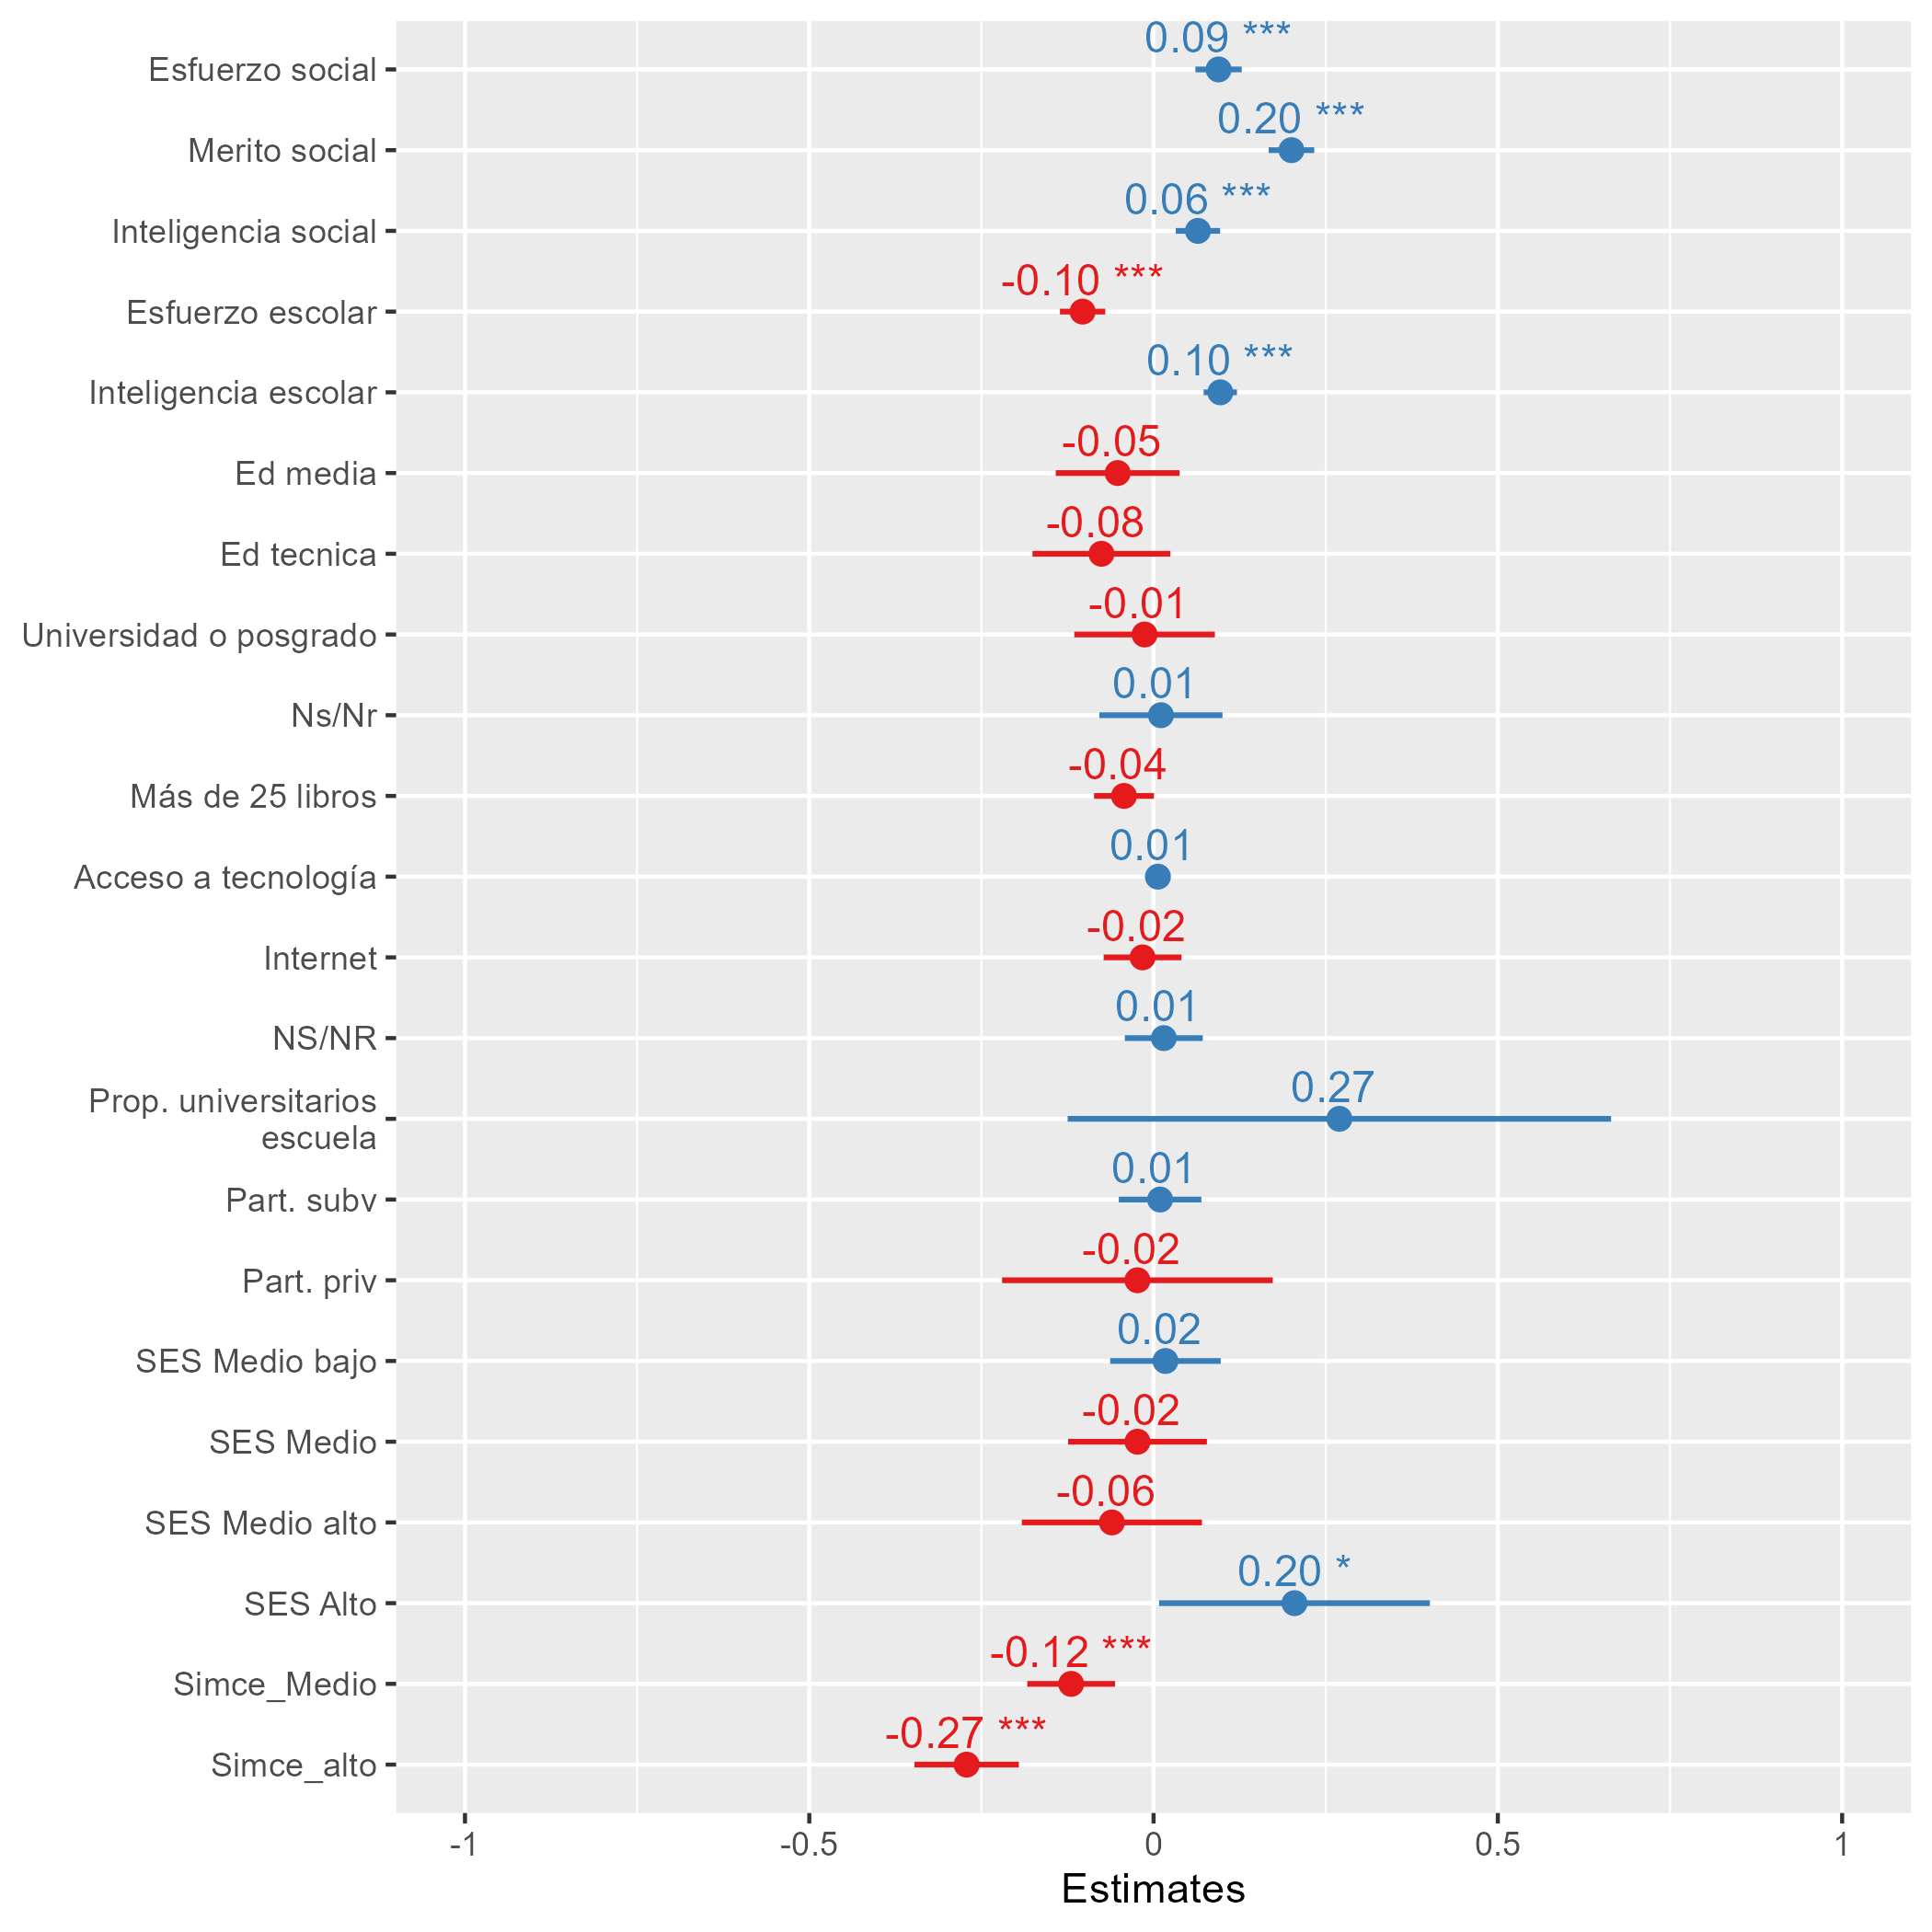 0.09 ***
Esfuerzo social
0.20 ***
Merito social
0.06 ***
Inteligencia social
-0.10 ***
Esfuerzo escolar
0.10 ***
Inteligencia escolar
-0.05
Ed media
-0.08
Ed tecnica
-0.01
Universidad o posgrado
0.01
Ns/Nr
-0.04
Más de 25 libros
0.01
Acceso a tecnología
-0.02
Internet
0.01
NS/NR
0.27
Prop. universitarios
escuela
0.01
Part. subv
-0.02
Part. priv
0.02
SES Medio bajo
-0.02
SES Medio
-0.06
SES Medio alto
0.20 *
SES Alto
-0.12 ***
Simce_Medio
-0.27 ***
Simce_alto
-1 -0.5 0 0.5 1
Estimates